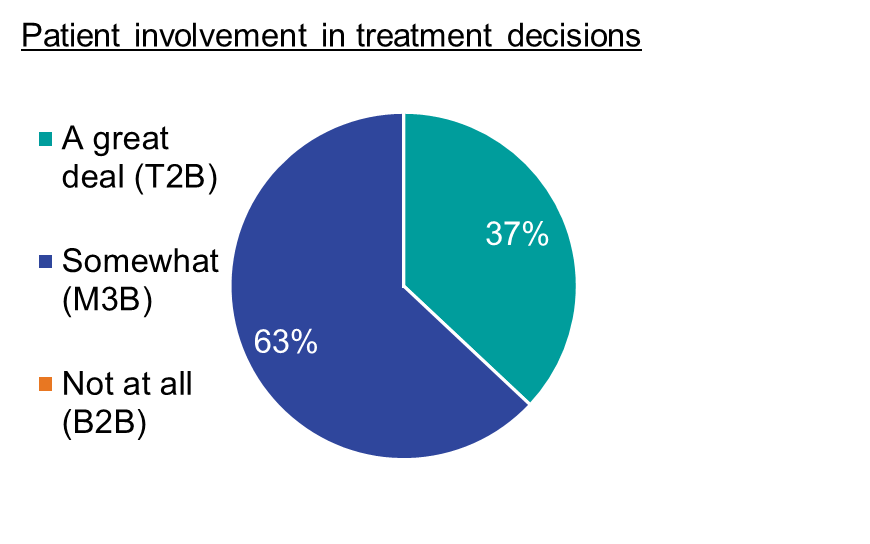 Patient involvement in treatment decisions
A great
deal (T2B)
Somewhat
(M3B)
Not at all
(B2B)
37%
63%